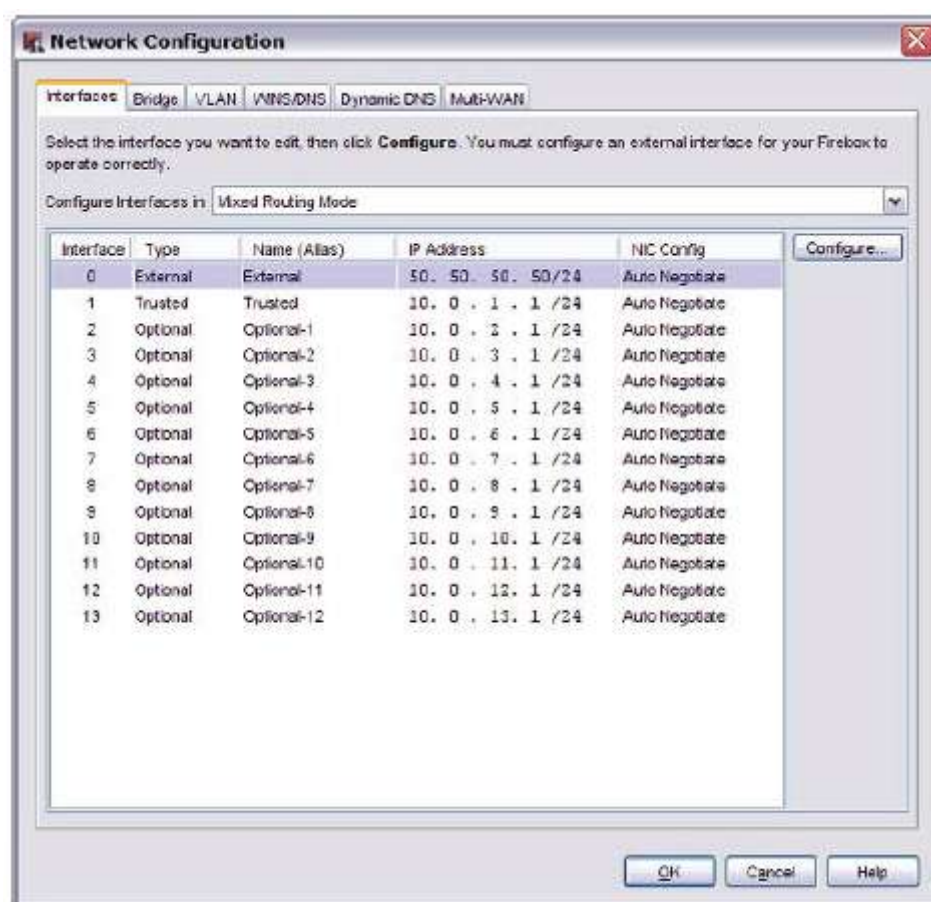 Network Configuration
Interfaces Bridge VLAN WINS/DNS Dynamic DNS Multi-WAN
Select the interface you want to edit, then click Configure. You must configure an external interface for your Firebox to
operate correctly.
Configure Interfaces in Mixed Routing Mode
Interface Type Name (Alias) IP Address NIC Config Configure...
0 External External 50. 50. 50. 50/24 Auto Negotiate
1 Trusted Trusted 10. 0 . 1 . 1 /24 Auto Negotiate
2 Optional Optional-1 10. 0 . 2 . 1 /24 Auto Negotiate
3 Optional Optional-2 10. 0 . 3 . 1 /24 Auto Negotiate
4 Optional Optional-3 10. 0 . 4 . 1 /24 Auto Negotiate
5 Optional Optional-4 10. 0 . 5 . 1 /24 Auto Negotiate
6 Optional Optional-5 10. 0 . 6 . 1 /24 Auto Negotiate
7 Optional Optional-6 10. 0 . 7 . 1 /24 Auto Negotiate
8 Optional Optional-7 10. 0 . 8 . 1 /24 Auto Negotiate
9 Optional Optional-8 10. 0 . 9 . 1 /24 Auto Negotiate
10 Optional Optional-9 10. 0 . 10. 1 /24 Auto Negotiate
11 Optional Optional-10 10. 0 . 11. 1 /24 Auto Negotiate
12 Optional Optional-11 10. 0 . 12. 1 /24 Auto Negotiate
13 Optional Optional-12 10. 0 . 13. 1 /24 Auto Negotiate
OK Cancel Help